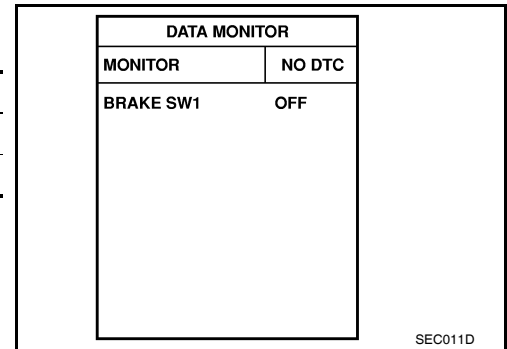 DATA MONITOR
MONITOR NO DTC
BRAKE SW1 OFF
SEC011D